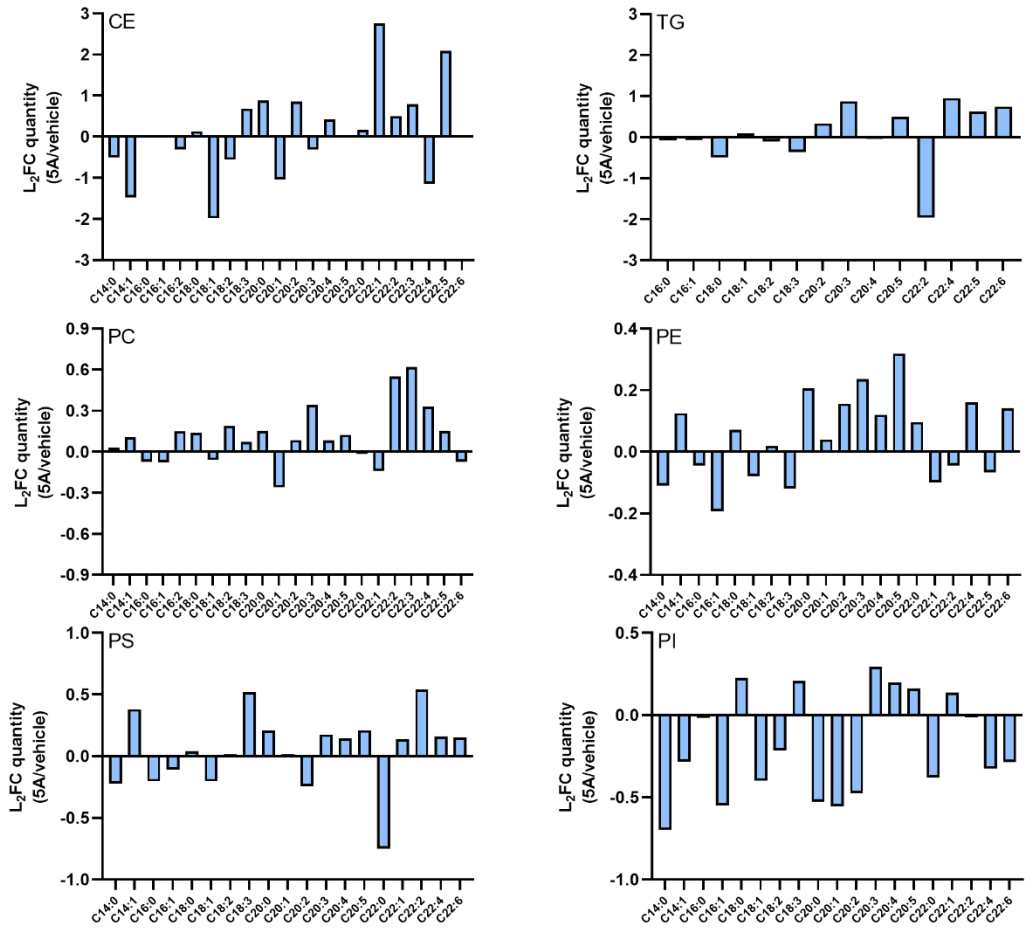 CE
L₂FC quantity
(5A/vehicle)
3
2
1
0
-1
-2
-3
C14:0 C14:1 C16:0 C16:1 C16:2 C18:0 C18:1 C18:2 C16:3 C20:0 C20:1 C20:2 C20:3 C20:4 C20:5 C22:0 C22:1 C22:2 C22:3 C22:4 C22:5 C22:6
TG
L₂FC quantity
(5A/vehicle)
3
2
1
0
-1
-2
-3
C16:0 C16:1 C18:0 C18:1 C18:2 C18:3 C20:2 C20:3 C20:4 C20:5 C22:2 C22:4 C22:5 C22:6
PC
L₂FC quantity
(5A/vehicle)
0.9
0.6
0.3
0.0
-0.3
-0.6
-0.9
C14:0 C14:1 C16:0 C16:1 C16:2 C18:0 C18:1 C18:2 C18:3 C20:0 C20:1 C20:2 C20:3 C20:4 C20:5 C22:0 C22:1 C22:2 C22:3 C22:4 C22:5 C22:6
PE
L₂FC quantity
(5A/vehicle)
0.4
0.2
0.0
-0.2
-0.4
C14:0 C14:1 C16:0 C16:1 C18:0 C18:1 C18:2 C18:3 C20:0 C20:1 C20:2 C20:3 C20:4 C20:5 C22:0 C22:1 C22:2 C22:4 C22:5 C22:6
PS
L₂FC quantity
(5A/vehicle)
1.0
0.5
0.0
-0.5
-1.0
C14:0 C14:1 C16:0 C16:1 C18:0 C18:1 C18:2 C18:3 C20:0 C20:1 C20:2 C20:3 C20:4 C20:5 C22:0 C22:1 C22:2 C22:4 C22:6
PI
L₂FC quantity
(5A/vehicle)
0.5
0.0
-0.5
-1.0
C14:0 C14:1 C16:0 C16:1 C18:0 C18:1 C18:2 C18:3 C20:0 C20:1 C20:2 C20:3 C20:4 C20:5 C22:0 C22:1 C22:2 C22:4 C22:6